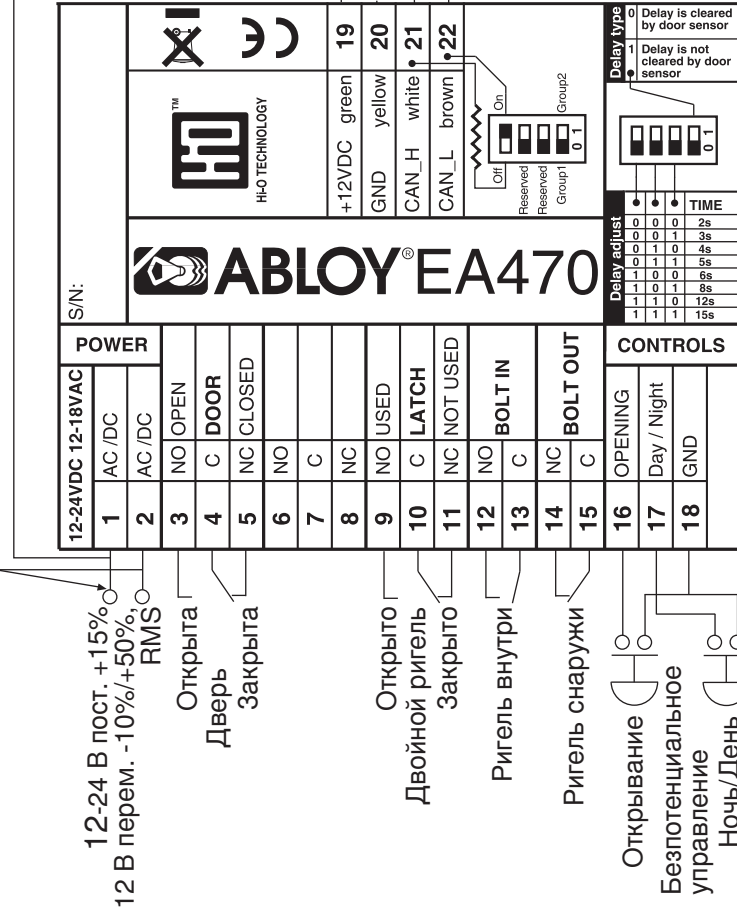 S/N:
Hi-O TECHNOLOGY
TM
19
20
21
22
+12VDC green
GND yellow
CAN_H white
CAN_L brown
On
Off
Reserved
Reserved
Group1
Group2
0 1
Delay type
0 Delay is cleared
by door sensor
1 Delay is not
cleared by door
sensor
0 1
ABLOY® EA470
Delay adjust
TIME
0 0 0 2s
0 0 1 3s
0 1 0 4s
0 1 1 5s
1 0 0 6s
1 0 1 8s
1 1 0 12s
1 1 1 15s
POWER
12-24VDC 12-18VAC
1 AC /DC
2 AC /DC
3 NO OPEN
4 C DOOR
5 NC CLOSED
6 NO
7 C
8 NC
9 NO USED
10 C LATCH
11 NC NOT USED
12 NO
BOLT IN
13 C
14 NC
BOLT OUT
15 C
CONTROLS
16 OPENING
17 Day / Night
18 GND
12-24 В пост. +15%
12 В перем. -10%/+50%,
RMS
Открыта
Дверь
Закрыта
Открыто
Двойной ригель
Закрыто
Ригель внутри
Ригель снаружи
Открывание
Безпотенциальное
управление
Ночь/День